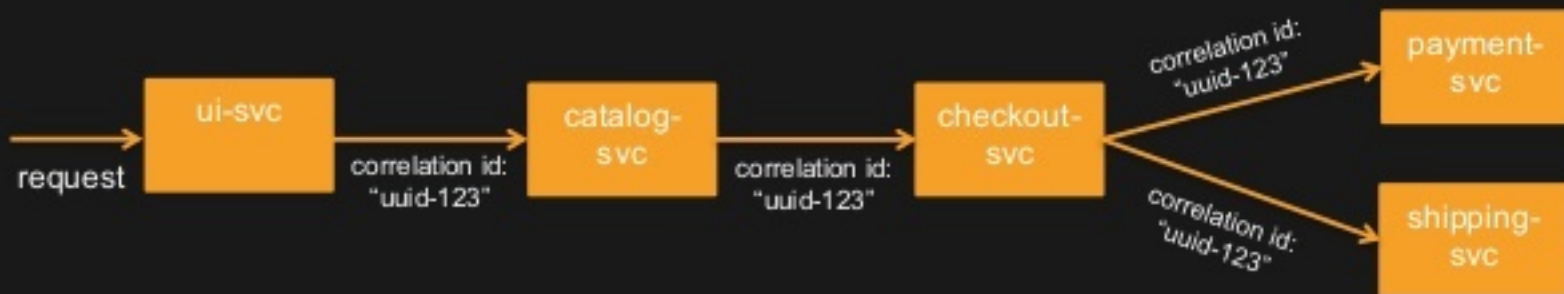 request
ui-svc
correlation id:
“uuid-123”
catalog-
svc
correlation id:
“uuid-123”
checkout-
svc
correlation id:
“uuid-123”
payment-
svc
correlation id:
“uuid-123”
shipping-
svc